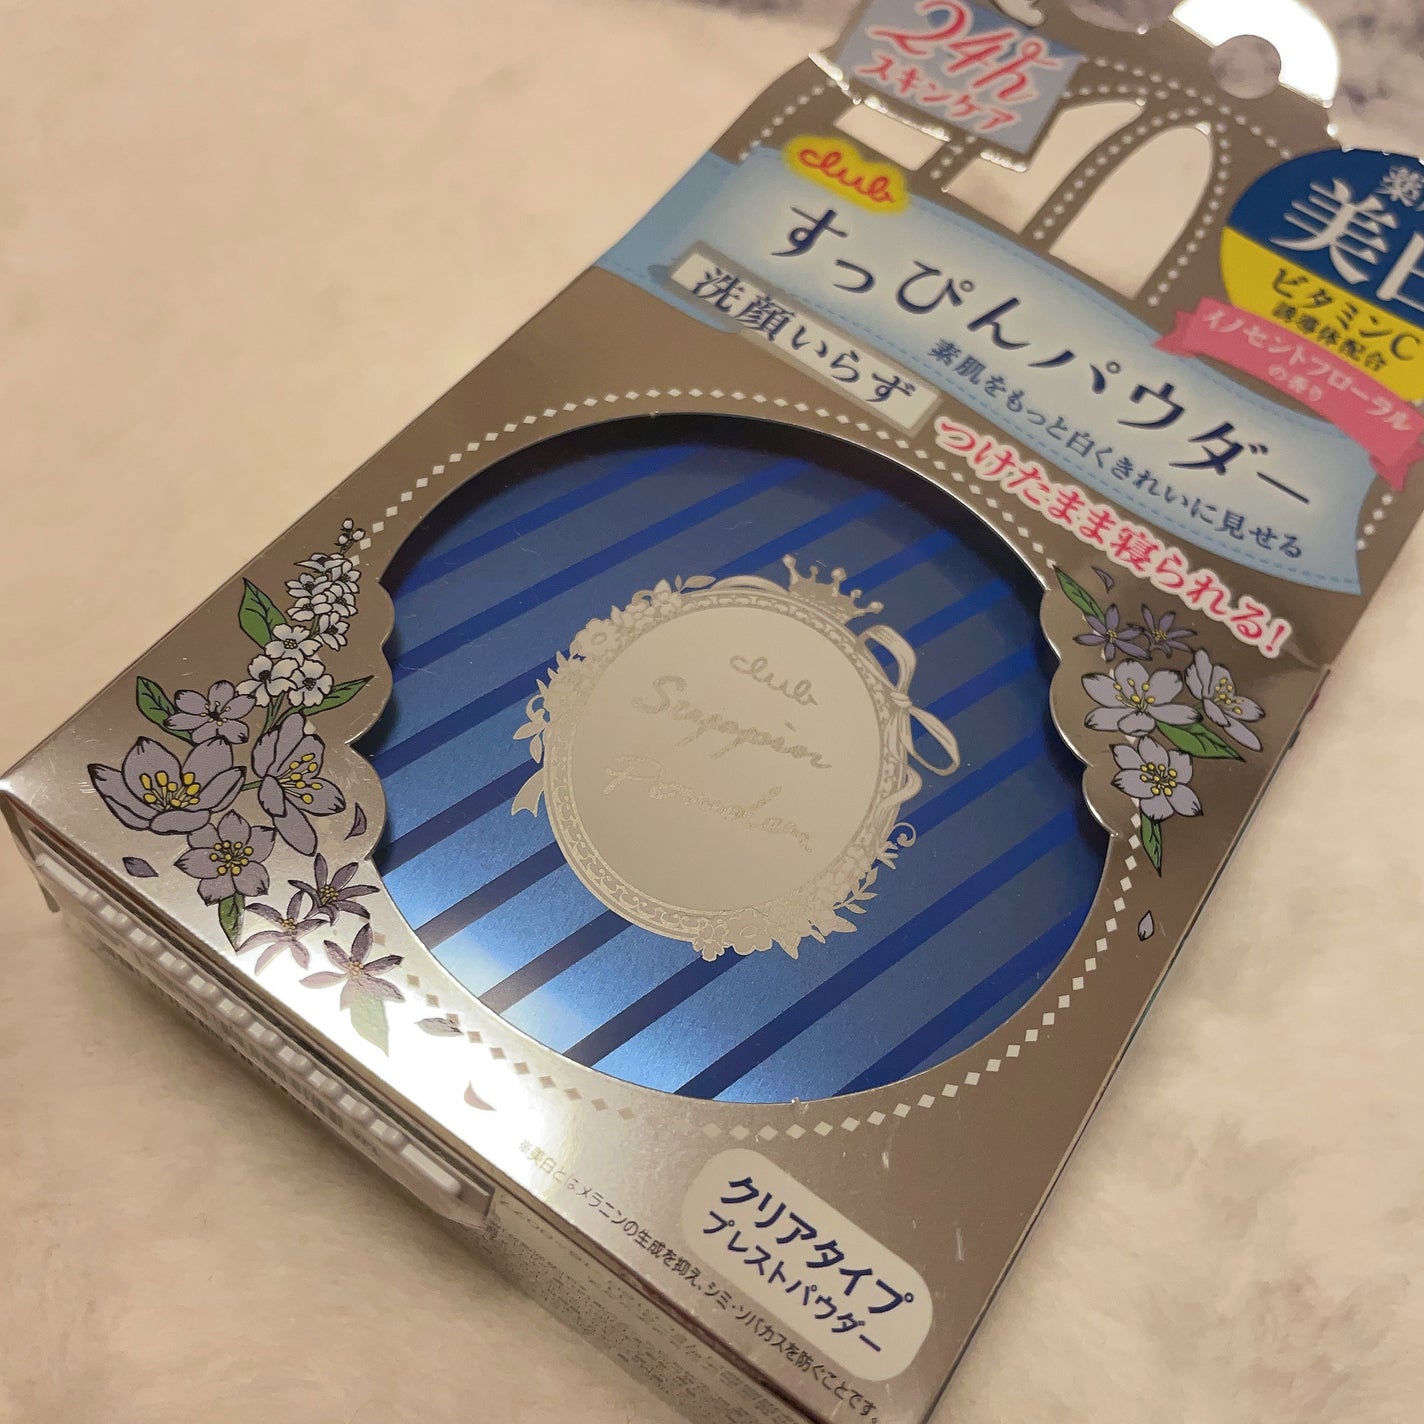 24h
スキンケア
club
すっぴんパウダー
素肌をもっと白くきれいに見せる
洗顔いらず
つけたまま寝られる!
美白
ビタミンC
誘導体配合
イノセントフローラル
の香り
club
Suppin
Powder
クリアタイプ
プレストパウダー
※美白とはメラニンの生成を抑え、シミ・ソバカスを防ぐことです。